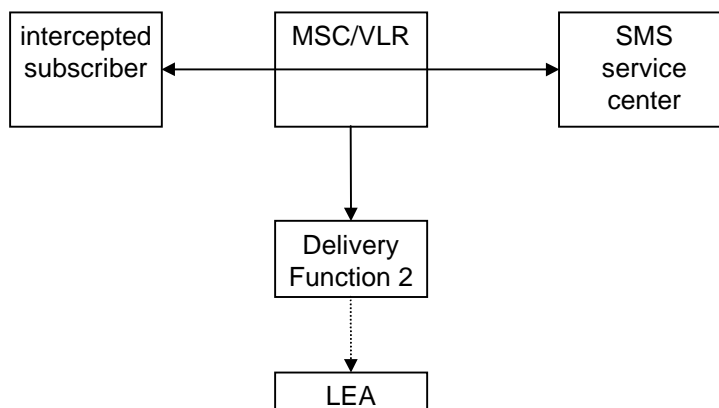 intercepted
subscriber
MSC/VLR
SMS
service
center
Delivery
Function 2
LEA